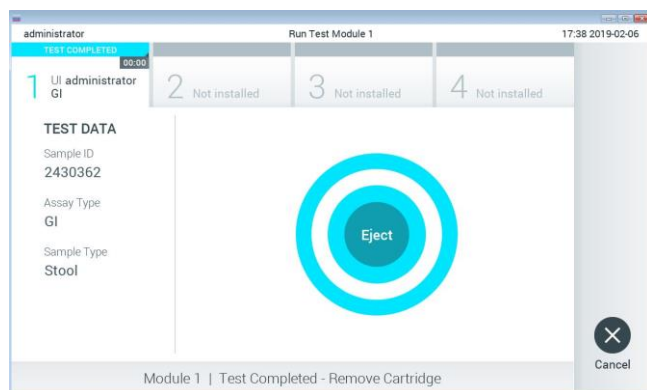 administrator Run Test Module 1 17:38 2019-02-06
TEST COMPLETED
00:00
1 UI administrator
GI
2 Not installed
3 Not installed
4 Not installed
TEST DATA
Sample ID
2430362
Assay Type
GI
Sample Type
Stool
Eject
Cancel
Module 1 | Test Completed - Remove Cartridge